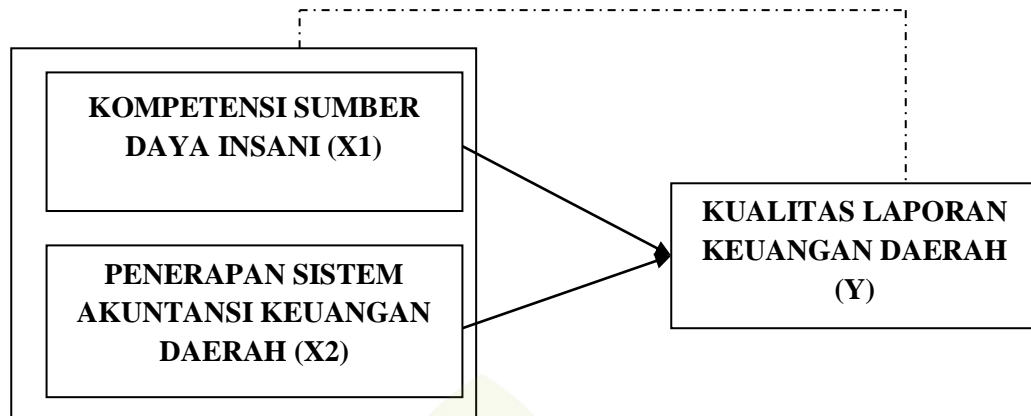 KOMPETENSI SUMBER
DAYA INSANI (X1)
PENERAPAN SISTEM
AKUNTANSI KEUANGAN
DAERAH (X2)
KUALITAS LAPORAN
KEUANGAN DAERAH
(Y)